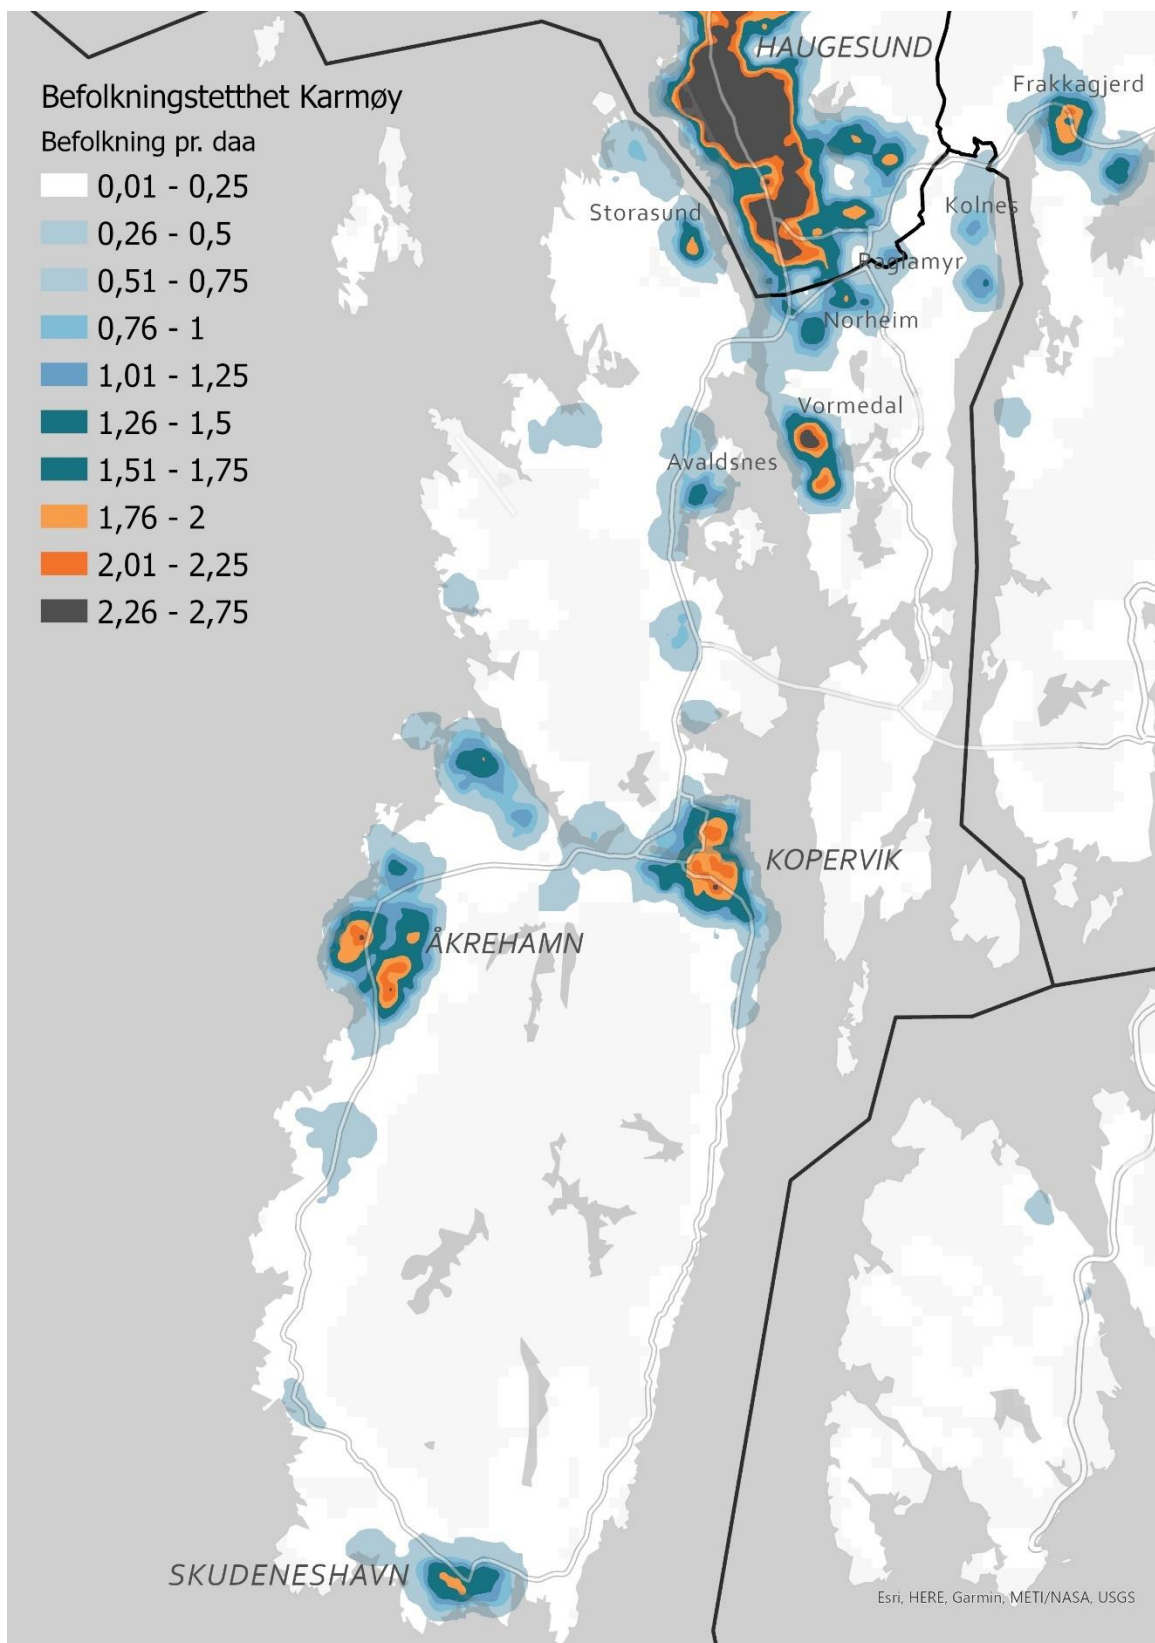 HAUGESUND
Frakkagjerd
Befolkningstetthet Karmøy
Befolkning pr. daa
0,01 - 0,25
0,26 - 0,5
0,51 - 0,75
0,76 - 1
1,01 - 1,25
1,26 - 1,5
1,51 - 1,75
1,76 - 2
2,01 - 2,25
2,26 - 2,75
Storasund
Kolnes
Raglamyr
Norheim
Vormedal
Avaldsnes
KOPERVIK
ÅKREHAMN
SKUDENESHAVN
Esri, HERE, Garmin, METI/NASA, USGS